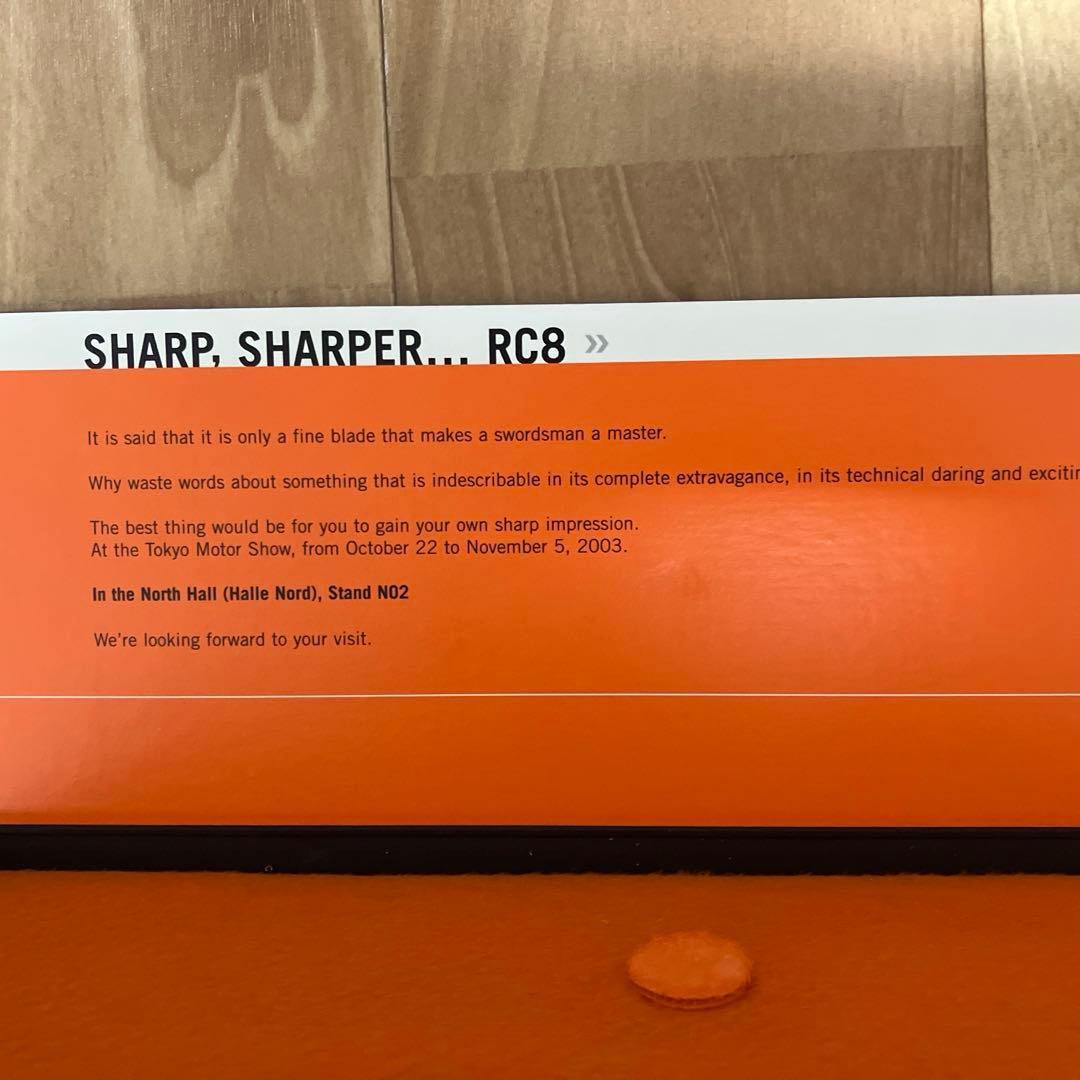 SHARP, SHARPER... RC8 »
It is said that it is only a fine blade that makes a swordsman a master.
Why waste words about something that is indescribable in its complete extravagance, in its technical daring and
The best thing would be for you to gain your own sharp impression.
At the Tokyo Motor Show, from October 22 to November 5, 2003.
In the North Hall (Halle Nord), Stand N02
We're looking forward to your visit.